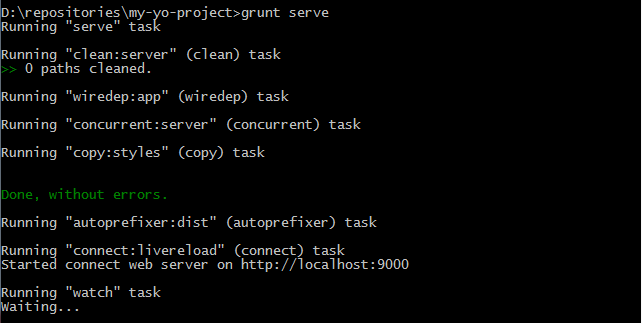 D:\repositories\my-yo-project>grunt serve
Running "serve" task
Running "clean:server" (clean) task
>> 0 paths cleaned.
Running "wiredep:app" (wiredep) task
Running "concurrent:server" (concurrent) task
Running "copy:styles" (copy) task
Done, without errors.
Running "autoprefixer:dist" (autoprefixer) task
Running "connect:livereload" (connect) task
Started connect web server on http://localhost:9000
Running "watch" task
Waiting...